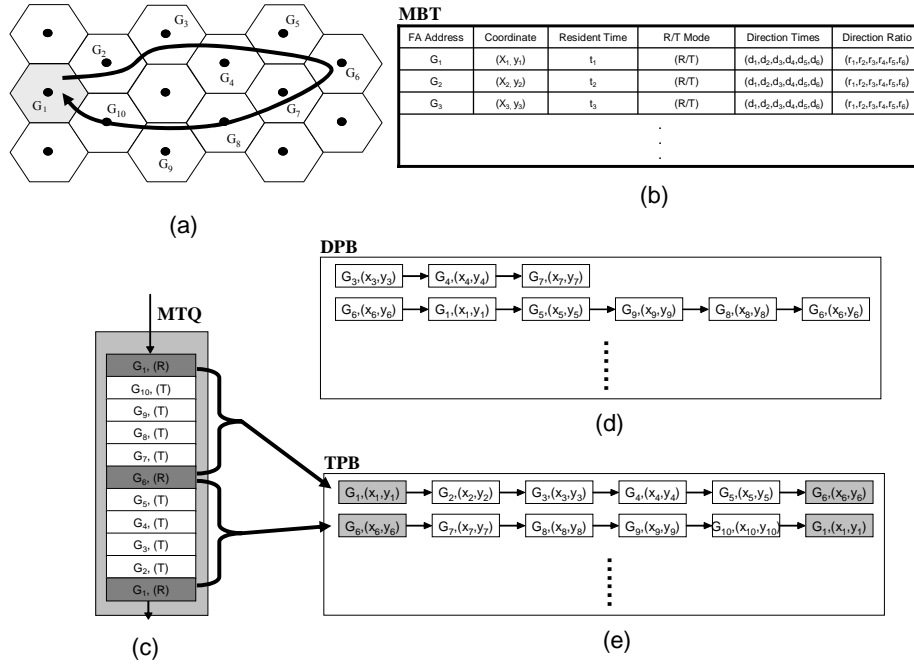 G3
G5
G2
G4
G6
G1
G10
G7
G8
G9
(a)
MBT
FA Address Coordinate Resident Time R/T Mode Direction Times Direction Ratio
G1 (X1, y1) t1 (R/T) (d1,d2,d3,d4,d5,d6) (r1,r2,r3,r4,r5,r6)
G2 (X2, y2) t2 (R/T) (d1,d2,d3,d4,d5,d6) (r1,r2,r3,r4,r5,r6)
G3 (X3, y3) t3 (R/T) (d1,d2,d3,d4,d5,d6) (r1,r2,r3,r4,r5,r6)
.
.
.
(b)
DPB
G3,(x3,y3) G4,(x4,y4) G7,(x7,y7)
G6,(x6,y6) G1,(x1,y1) G5,(x5,y5) G9,(x9,y9) G8,(x8,y8) G6,(x6,y6)
(d)
MTQ
G1, (R)
G10, (T)
G9, (T)
G8, (T)
G7, (T)
G6, (R)
G5, (T)
G4, (T)
G3, (T)
G2, (T)
G1, (R)
(c)
TPB
G1,(x1,y1) G2,(x2,y2) G3,(x3,y3) G4,(x4,y4) G5,(x5,y5) G6,(x6,y6)
G6,(x6,y6) G7,(x7,y7) G8,(x8,y8) G9,(x9,y9) G10,(x10,y10) G1,(x1,y1)
(e)